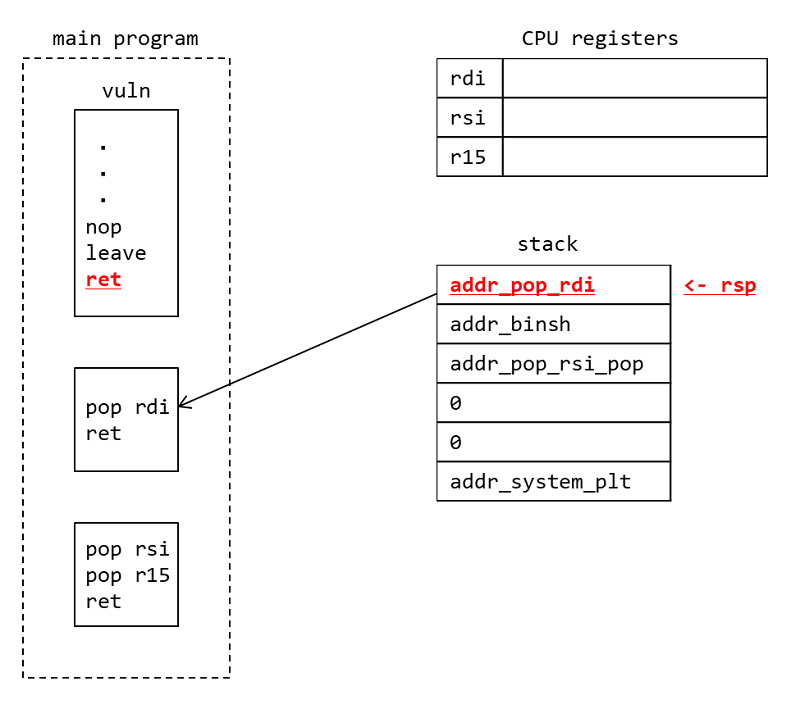 main program
vuln
.
.
.
nop
leave
ret
pop rdi
ret
pop rsi
pop r15
ret
CPU registers
rdi
rsi
r15
stack
addr_pop_rdi <- rsp
addr_binsh
addr_pop_rsi_pop
0
0
addr_system_plt